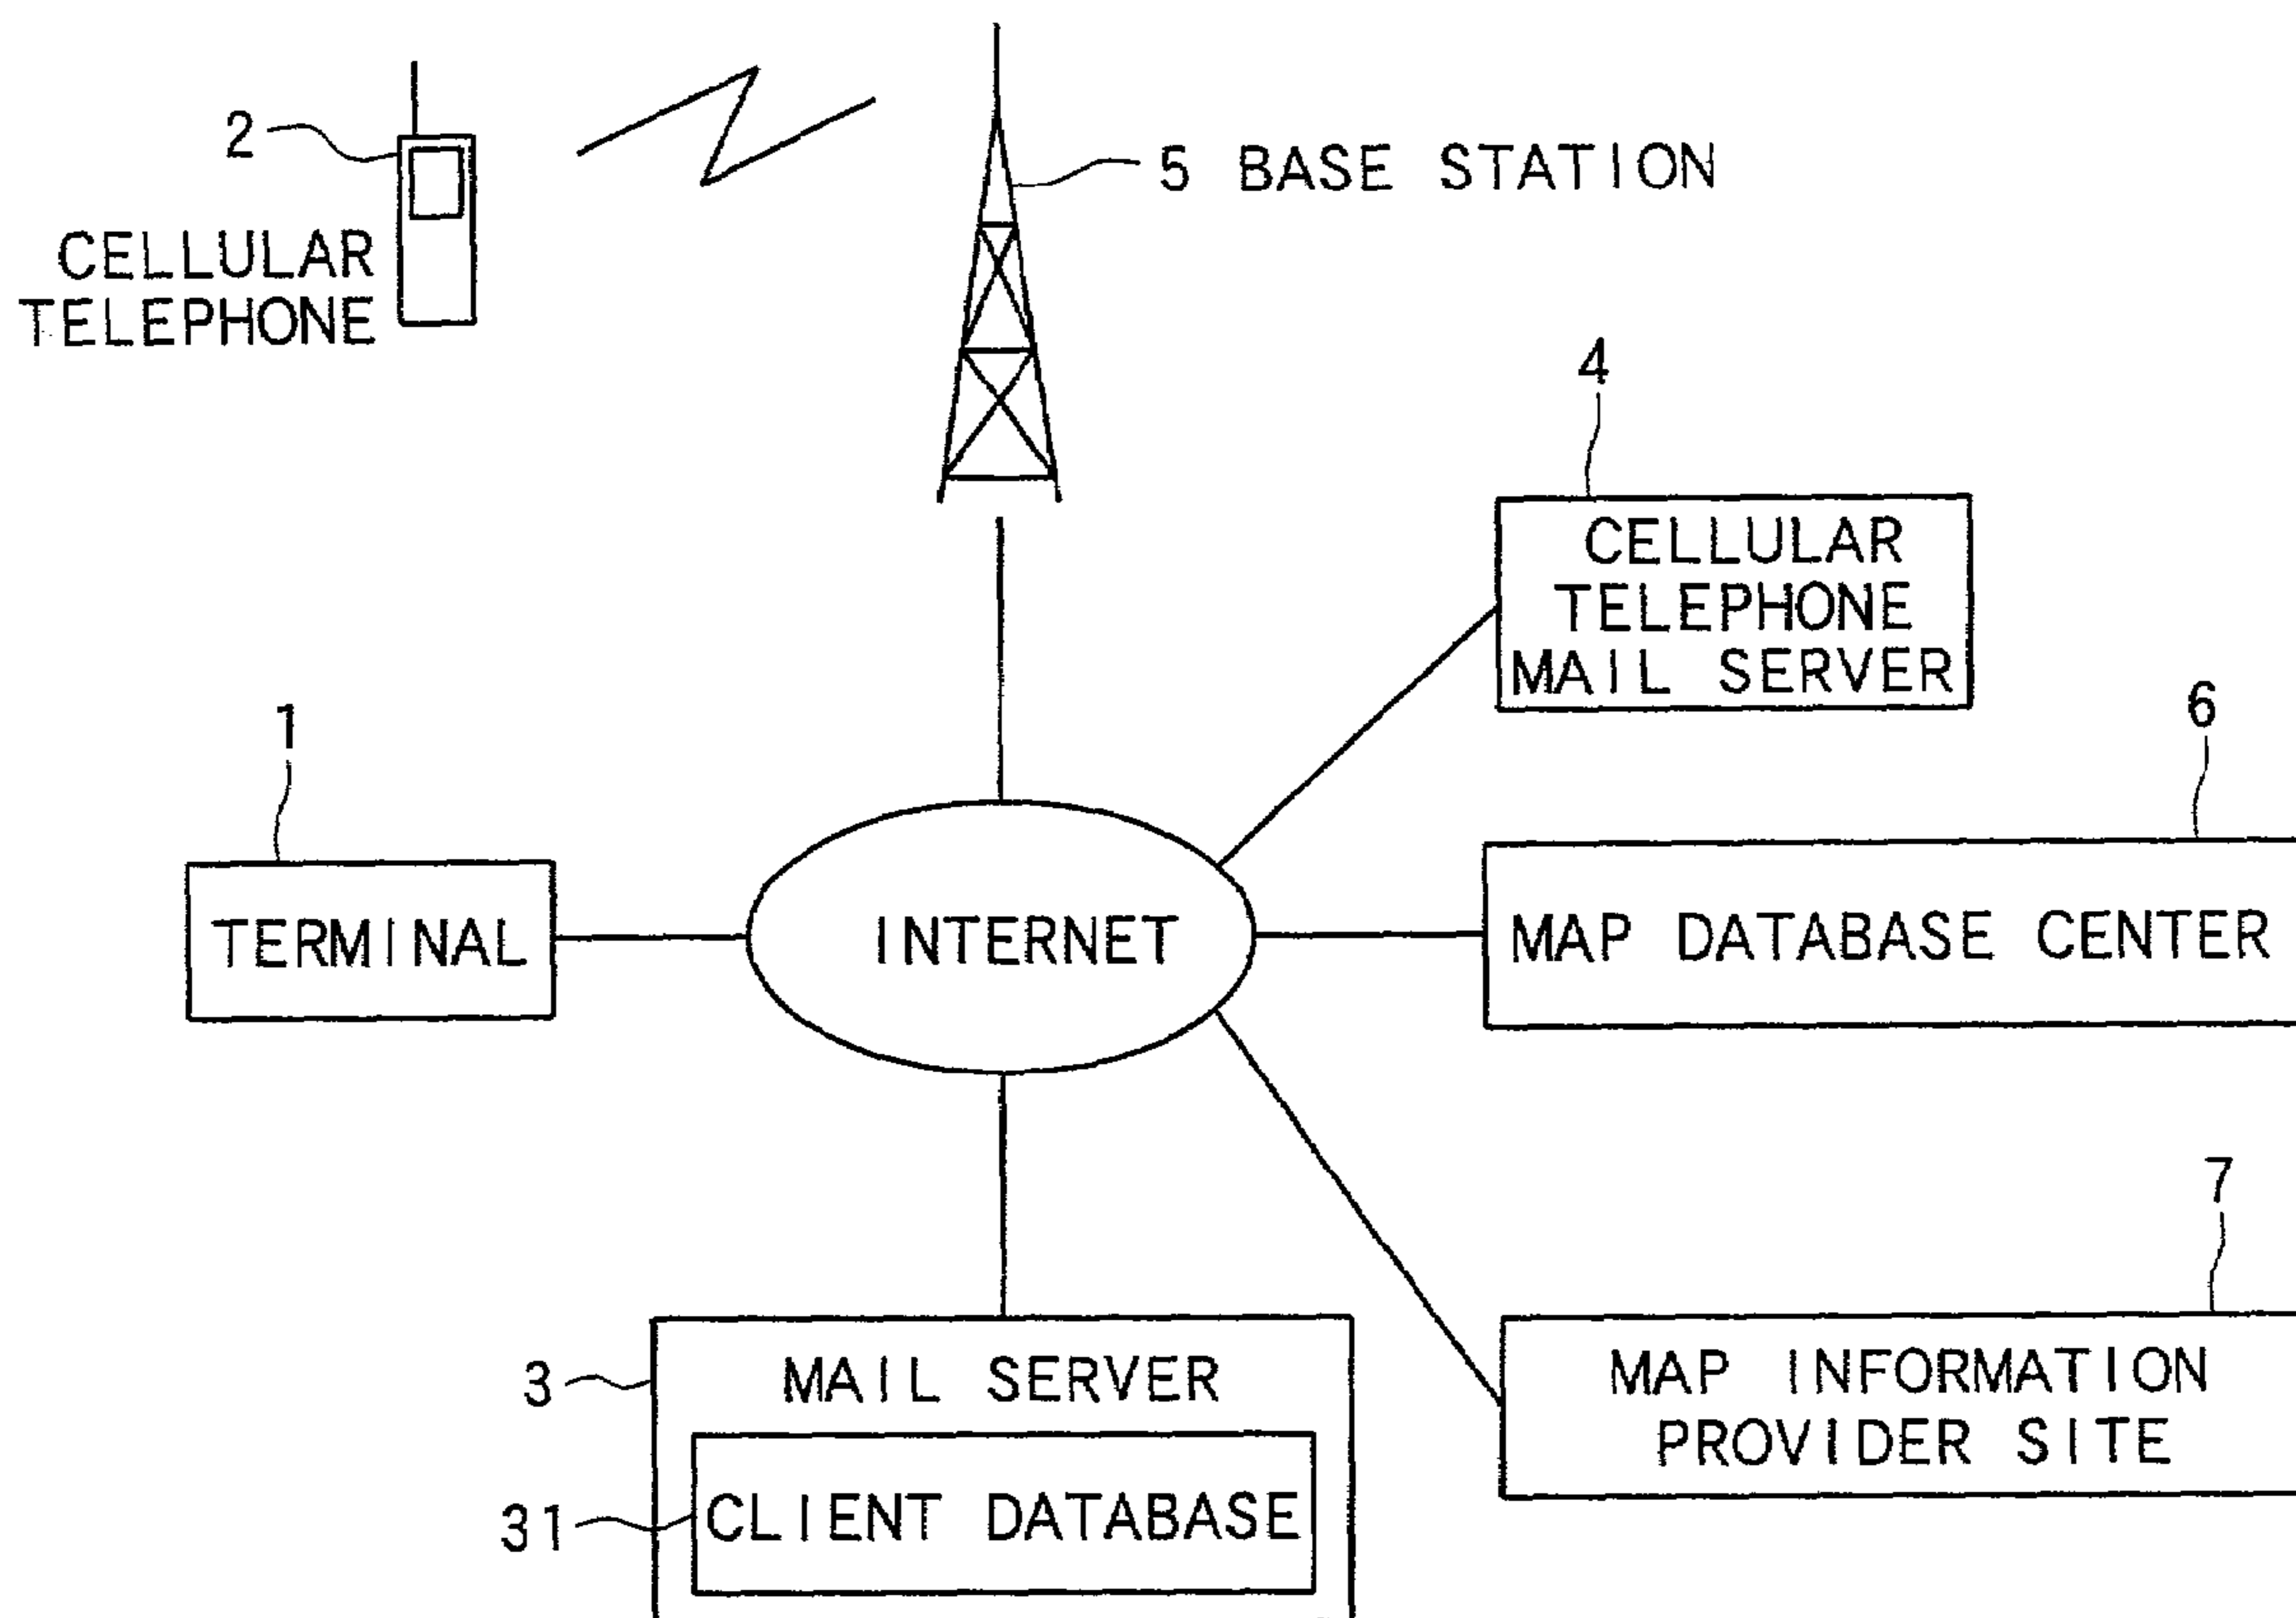 2
CELLULAR
TELEPHONE
5 BASE STATION
4
CELLULAR
TELEPHONE
MAIL SERVER
1
TERMINAL
INTERNET
6
MAP DATABASE CENTER
3
MAIL SERVER
31
CLIENT DATABASE
7
MAP INFORMATION
PROVIDER SITE